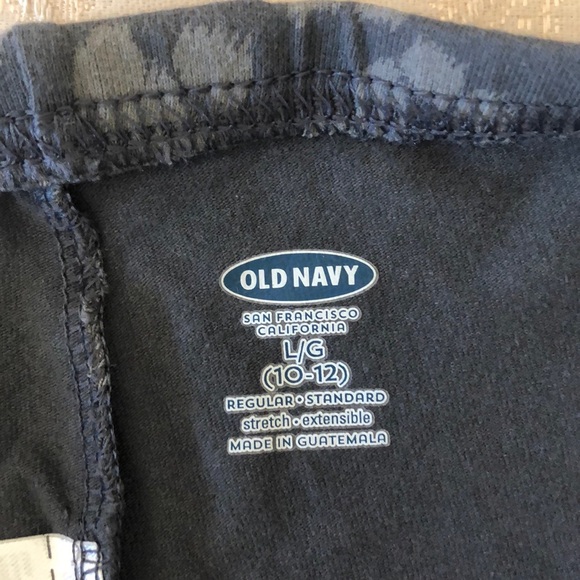 OLD NAVY
SAN FRANCISCO
CALIFORNIA
L/G
(10-12)
REGULAR • STANDARD
stretch • extensible
MADE IN GUATEMALA